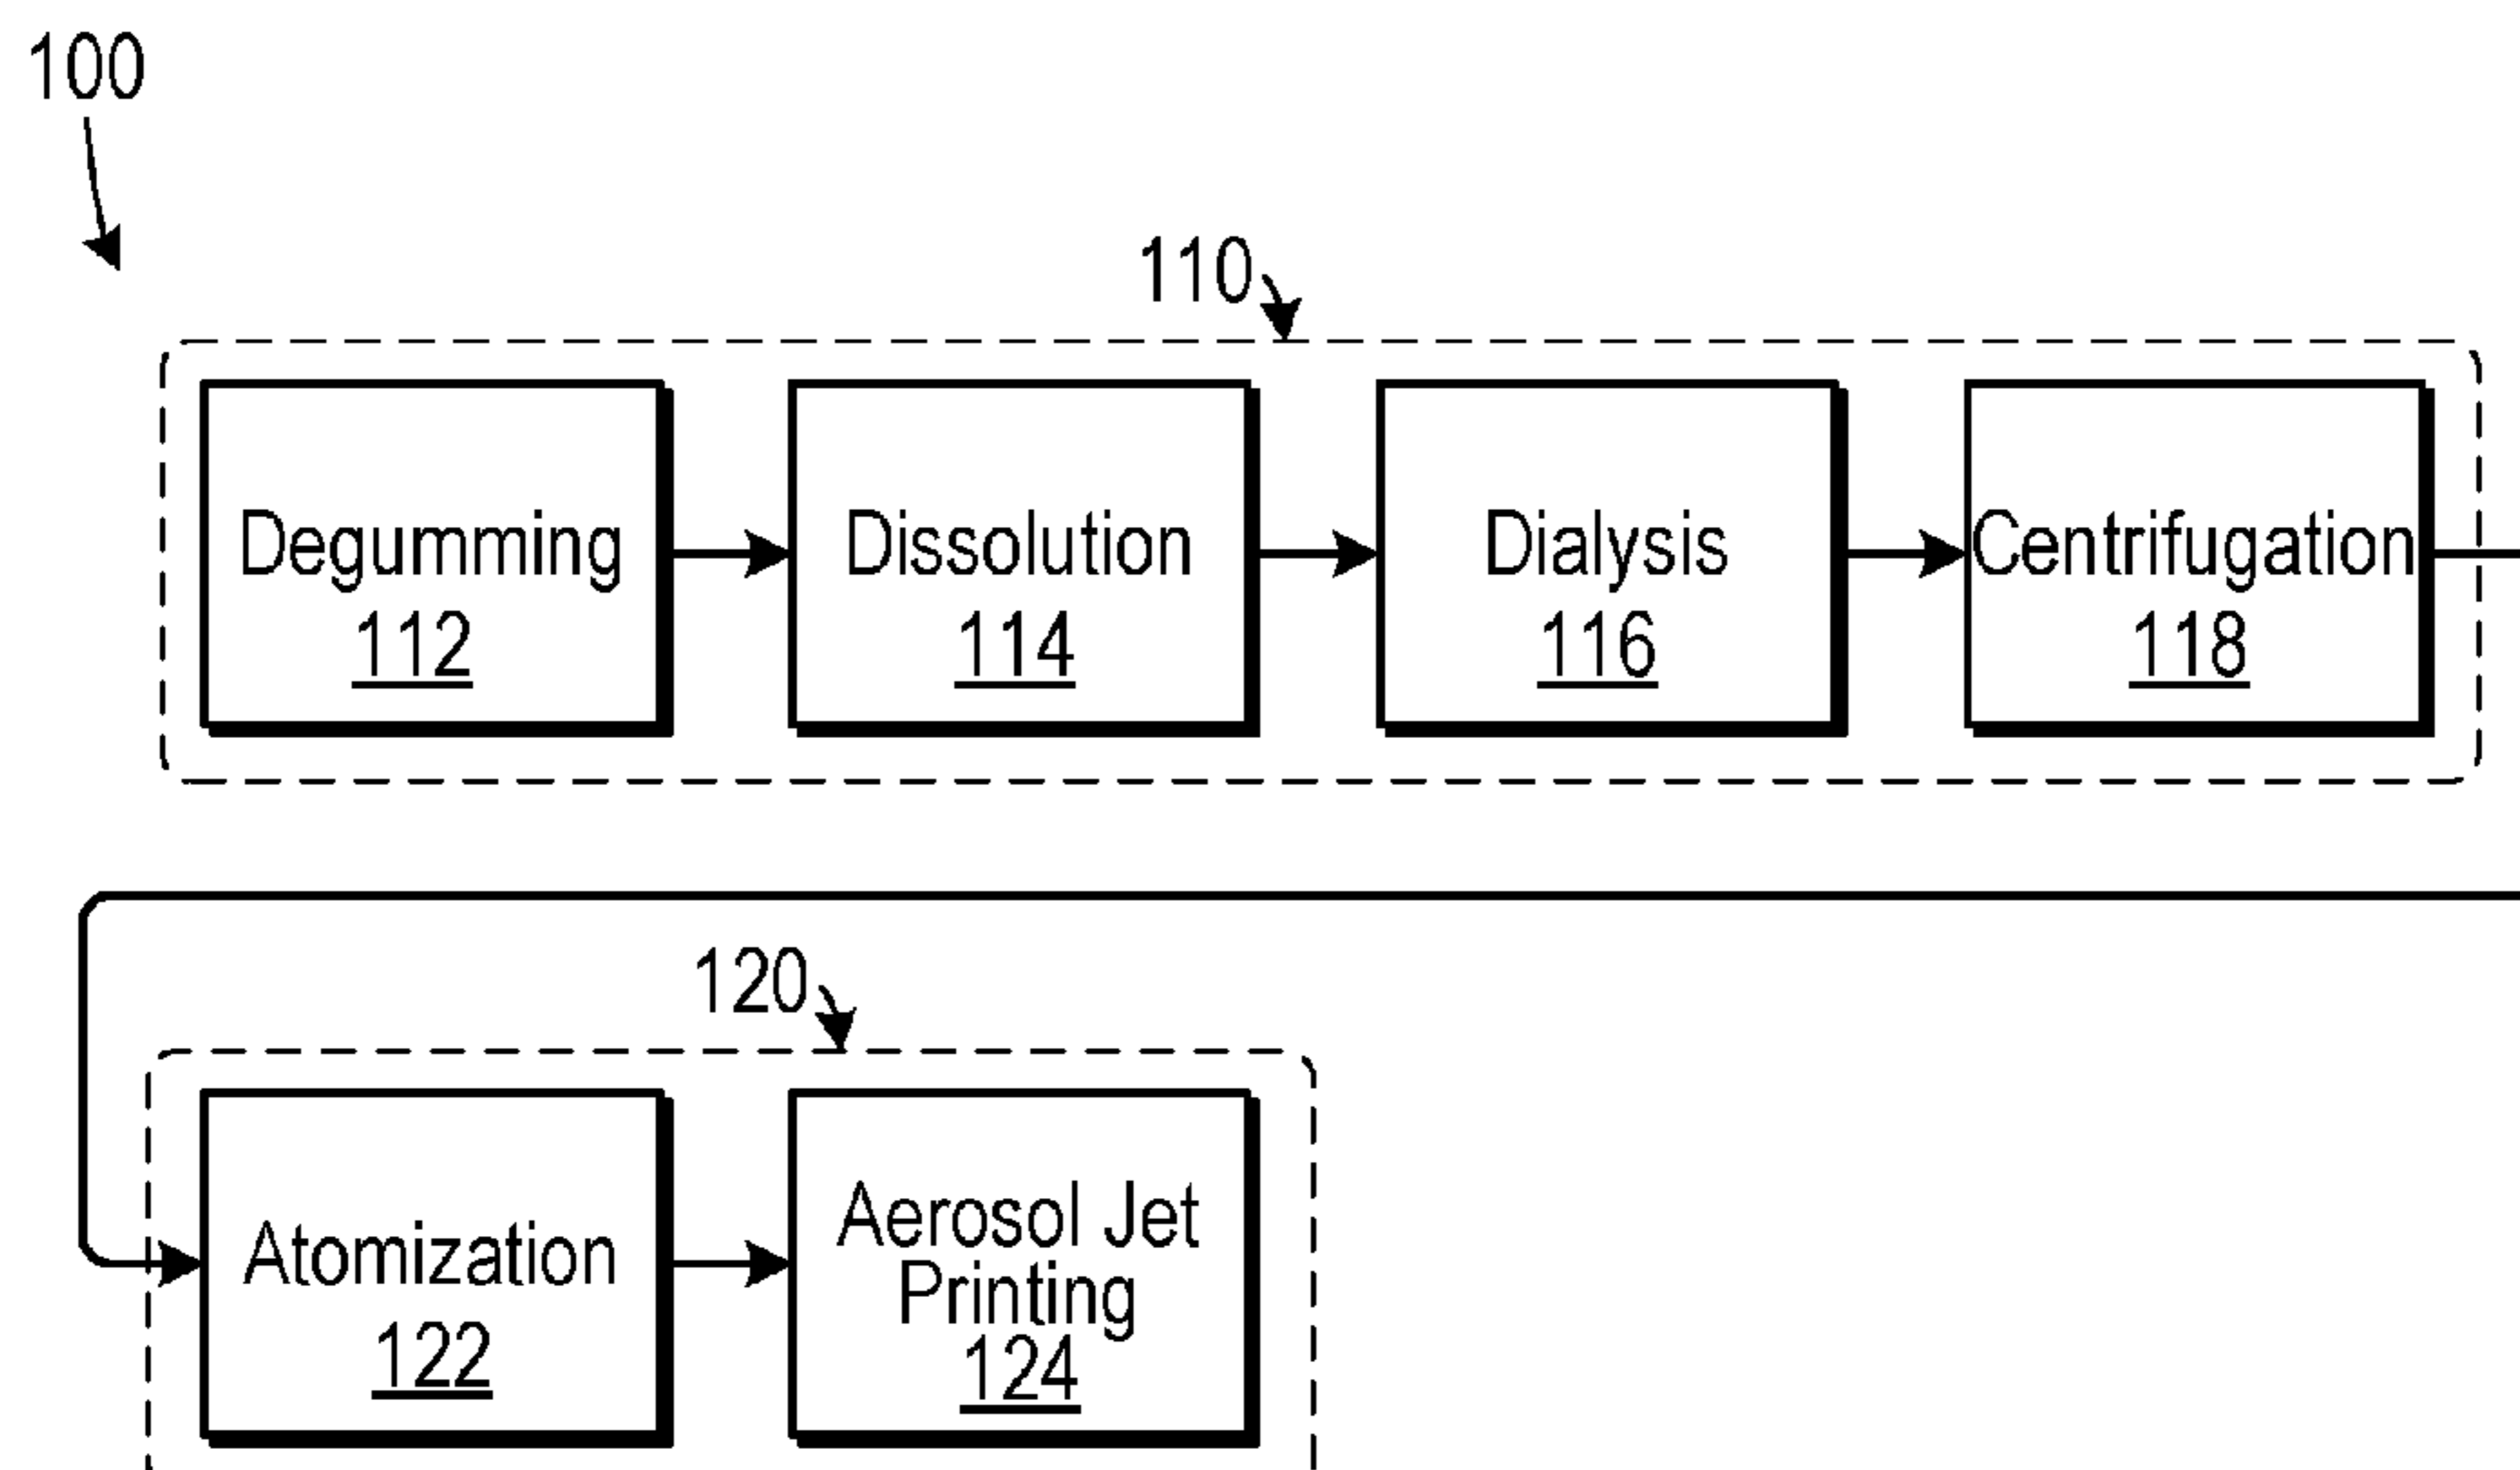 100
110
Degumming
112
Dissolution
114
Dialysis
116
Centrifugation
118
120
Atomization
122
Aerosol Jet
Printing
124